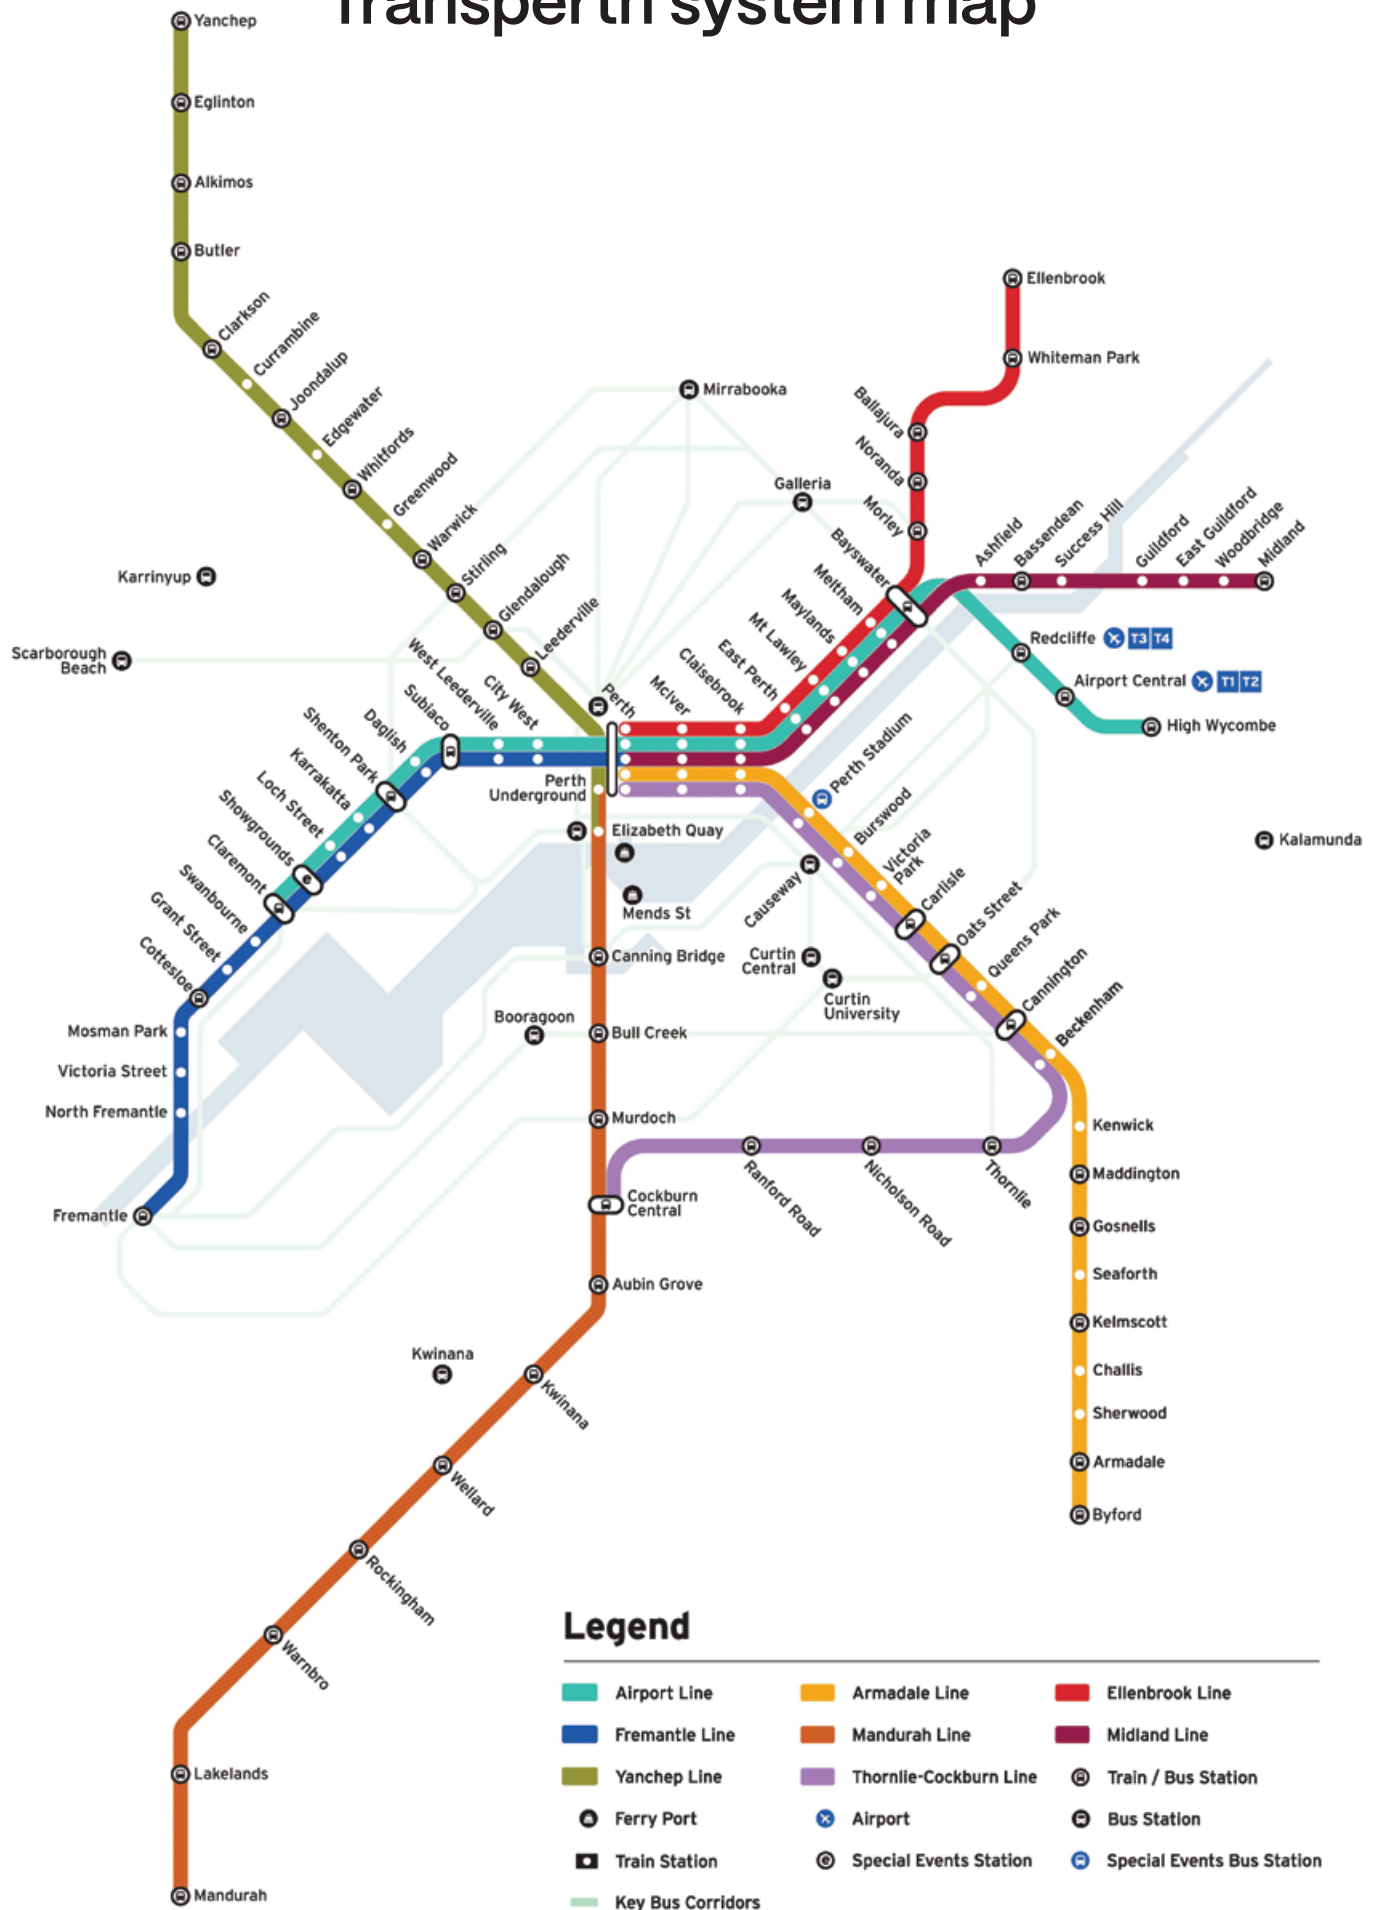 Transperth system map
Yanchep
Eglinton
Alkimos
Butler
Clarkson
Currambine
Joondalup
Edgewater
Whitfords
Greenwood
Warwick
Stirling
Glendalough
Leederville
Ellenbrook
Whiteman Park
Ballajura
Noranda
Morley
Bayswater
Meltham
Maylands
Mt Lawley
East Perth
Claisebrook
McIver
Perth
Mirrabooka
Galleria
Karrinyup
Scarborough
Beach
Ashfield
Bassendean
Success Hill
Guildford
East Guildford
Woodbridge
Midland
Redcliffe
T3
T4
Airport Central
T1
T2
High Wycombe
City West
West Leederville
Subiaco
Daglish
Shenton Park
Karrakatta
Loch Street
Showgrounds
e
Claremont
Swanbourne
Grant Street
Cottesloe
Mosman Park
Victoria Street
North Fremantle
Fremantle
Perth
Underground
Elizabeth Quay
Mends St
Canning Bridge
Booragoon
Bull Creek
Murdoch
Cockburn
Central
Aubin Grove
Kwinana
Kwinana
Wellard
Rockingham
Warnbro
Lakelands
Mandurah
Perth Stadium
Burswood
Victoria
Park
Carlisle
Oats Street
Queens Park
Cannington
Beckenham
Causeway
Curtin
Central
Curtin
University
Kalamunda
Ranford Road
Nicholson Road
Thornlie
Kenwick
Maddington
Gosnells
Seaforth
Kelmscott
Challis
Sherwood
Armadale
Byford
Legend
Airport Line
Armadale Line
Ellenbrook Line
Fremantle Line
Mandurah Line
Midland Line
Yanchep Line
Thornlie-Cockburn Line
Train / Bus Station
Ferry Port
Airport
Bus Station
Train Station
e
Special Events Station
Special Events Bus Station
Key Bus Corridors